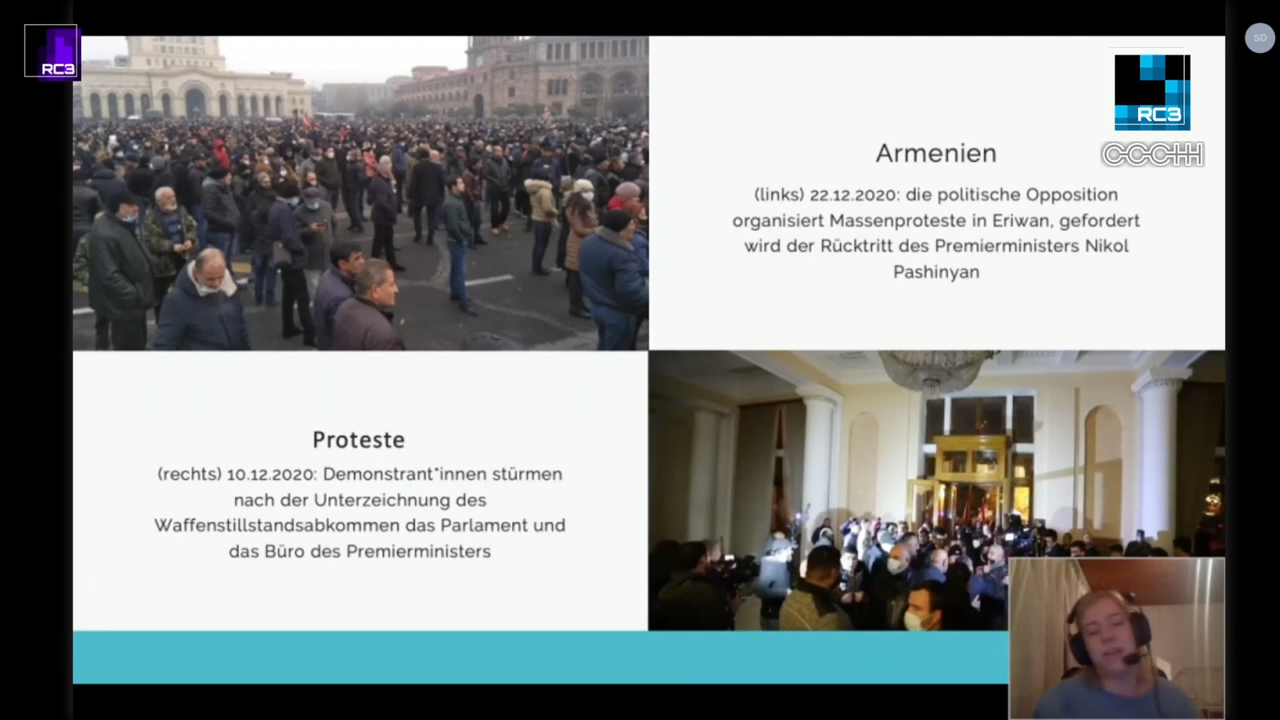 RC3
SD
RC3
CCCHH
Armenien
(links) 22.12.2020: die politische Opposition
organisiert Massenproteste in Eriwan, gefordert
wird der Rücktritt des Premierministers Nikol
Pashinyan
Proteste
(rechts) 10.12.2020: Demonstrant*innen stürmen
nach der Unterzeichnung des
Waffenstillstandsabkommen das Parlament und
das Büro des Premierministers